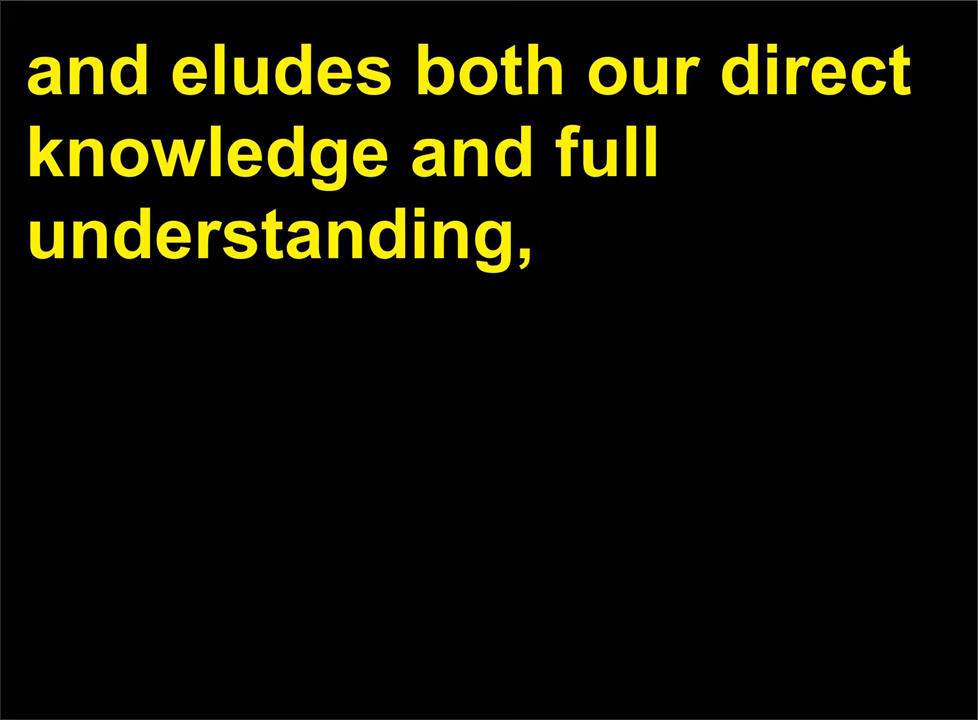 and eludes both our direct
knowledge and full
understanding,